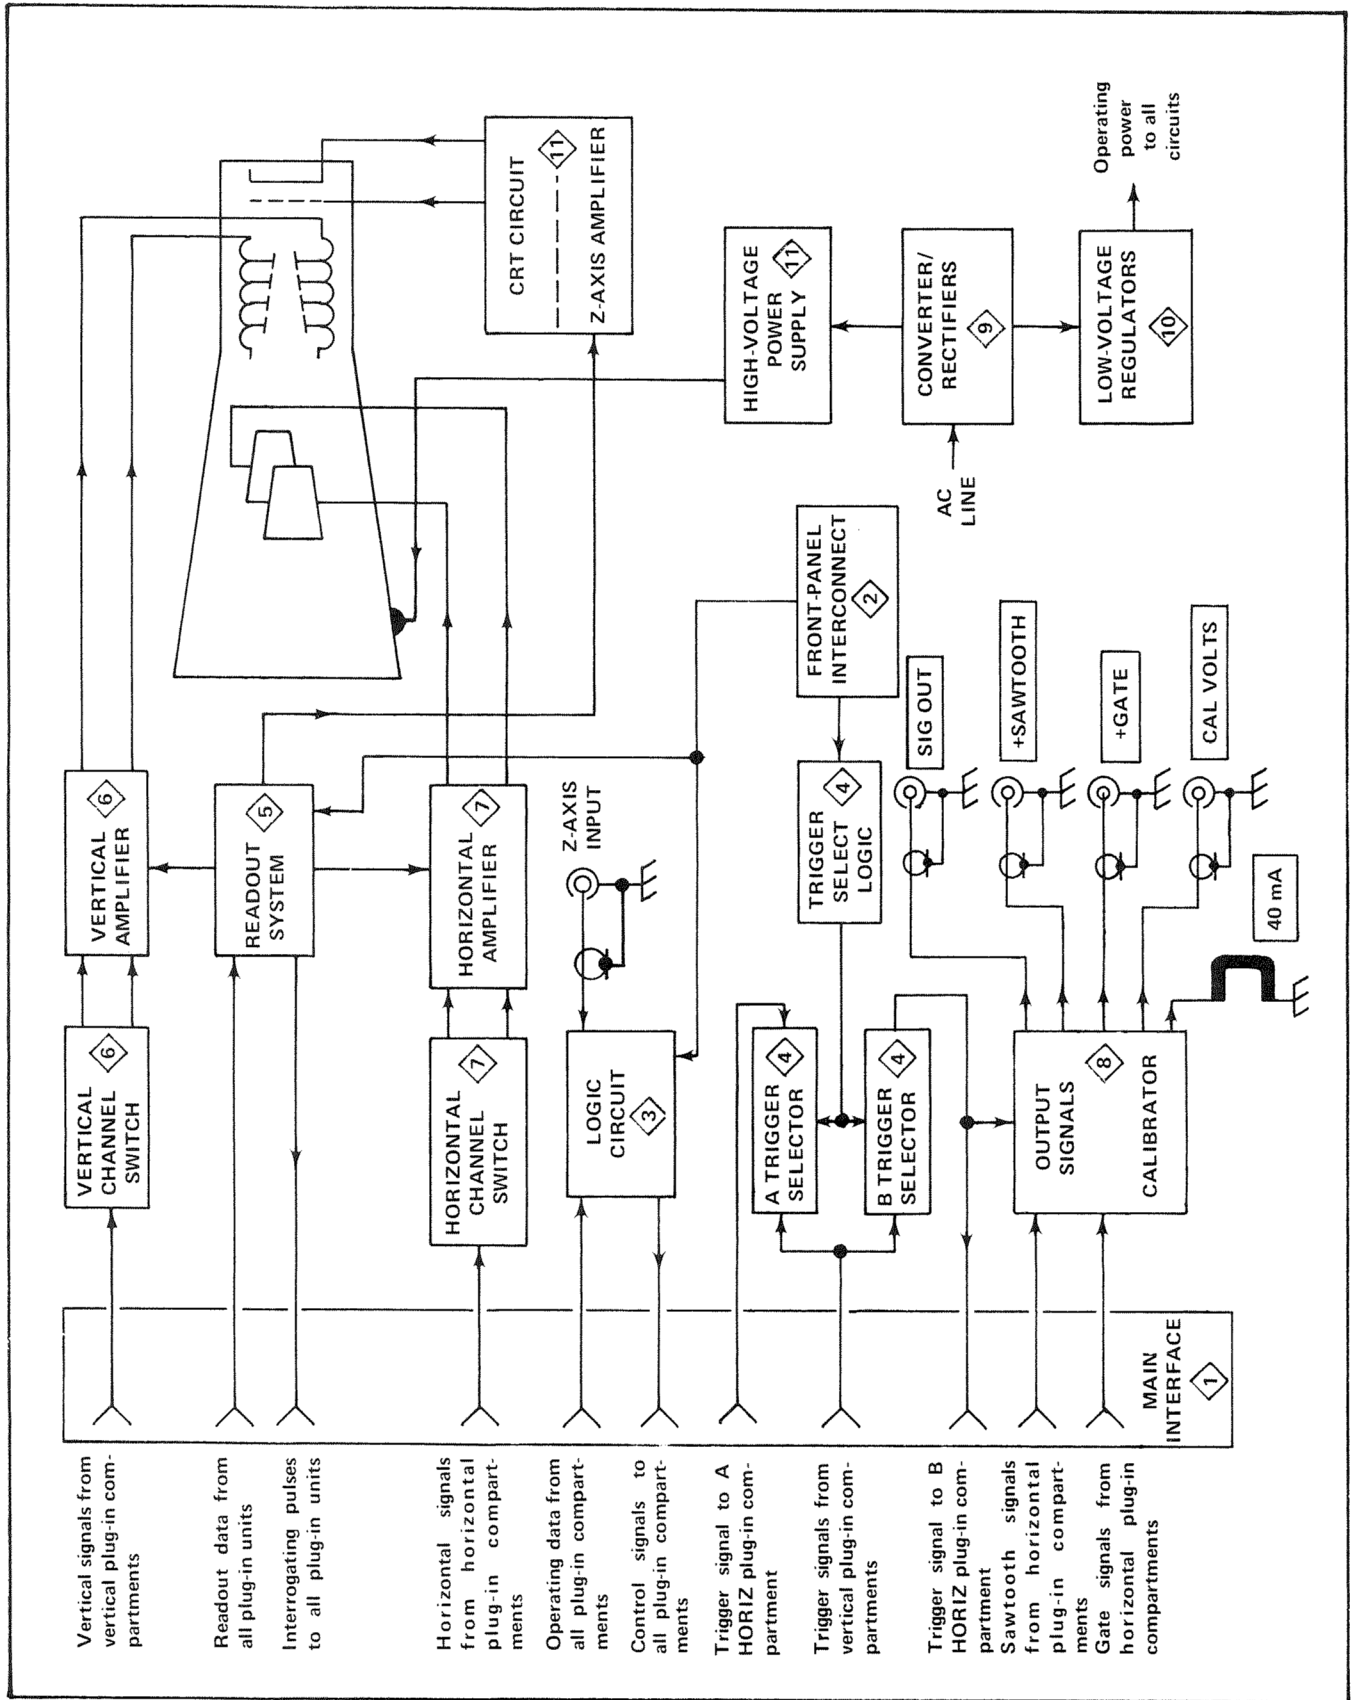 Vertical signals from
vertical plug-in com-
partments
Readout data from
all plug-in units
Interrogating pulses
to all plug-in units
Horizontal signals
from horizontal
plug-in compart-
ments
Operating data from
all plug-in compart-
ments
Control signals to
all plug-in compart-
ments
Trigger signal to A
HORIZ plug-in com-
partment
Trigger signals from
vertical plug-in com-
partments
Trigger signal to B
HORIZ plug-in com-
partment
Sawtooth signals
from horizontal
plug-in compart-
ments
Gate signals from
horizontal plug-in
compartments
MAIN
INTERFACE
1
VERTICAL
CHANNEL
SWITCH
6
VERTICAL
AMPLIFIER
6
READOUT
SYSTEM
5
HORIZONTAL
CHANNEL
SWITCH
7
HORIZONTAL
AMPLIFIER
7
LOGIC
CIRCUIT
3
Z-AXIS
INPUT
A TRIGGER
SELECTOR
4
B TRIGGER
SELECTOR
4
TRIGGER
SELECT
LOGIC
4
FRONT-PANEL
INTERCONNECT
2
OUTPUT
SIGNALS
8
CALIBRATOR
SIG OUT
+SAWTOOTH
+GATE
CAL VOLTS
40 mA
CRT CIRCUIT
11
Z-AXIS AMPLIFIER
HIGH-VOLTAGE
POWER
SUPPLY
11
AC
LINE
CONVERTER/
RECTIFIERS
9
LOW-VOLTAGE
REGULATORS
10
Operating
power
to all
circuits